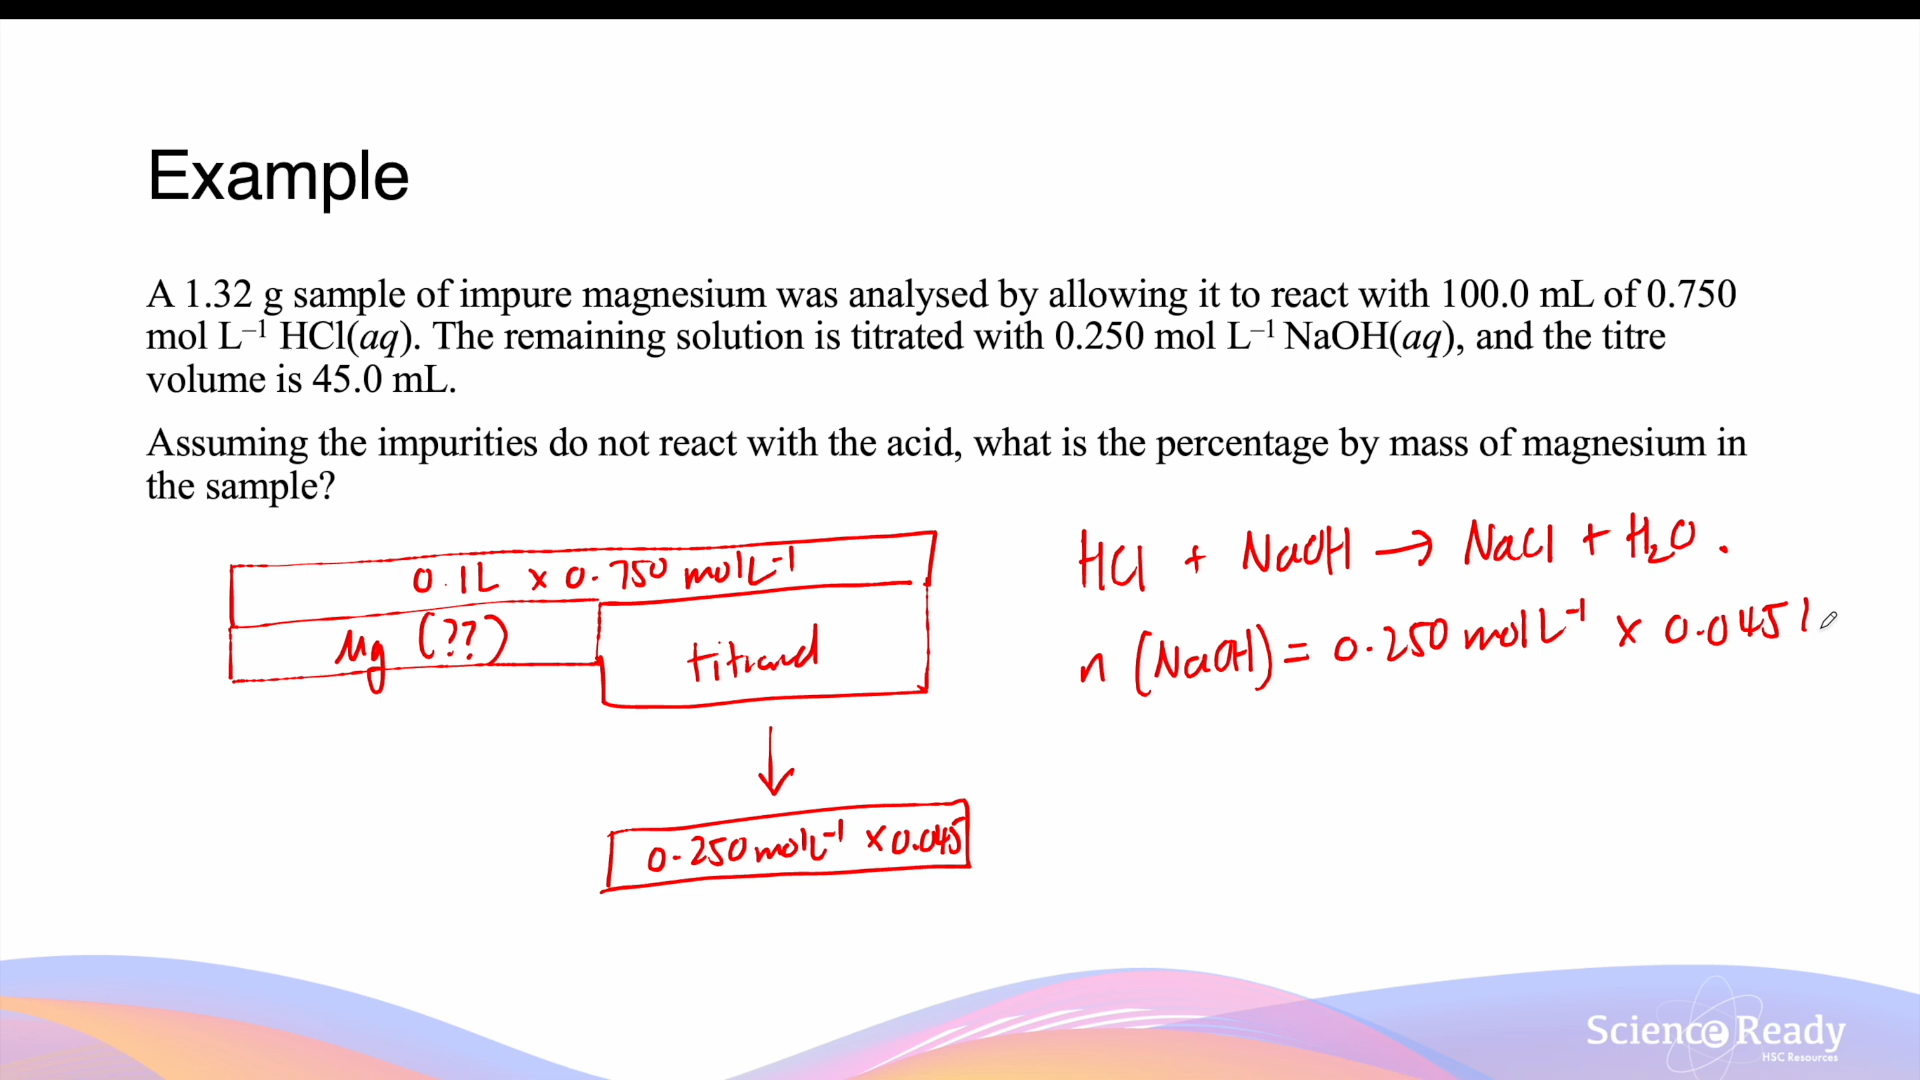 Example
A 1.32 g sample of impure magnesium was analysed by allowing it to react with 100.0 mL of 0.750
mol L⁻¹ HCl(aq). The remaining solution is titrated with 0.250 mol L⁻¹ NaOH(aq), and the titre
volume is 45.0 mL.
Assuming the impurities do not react with the acid, what is the percentage by mass of magnesium in
the sample?
0.1L x 0.750 molL⁻¹
Mg (??)
titrand
0.250 molL⁻¹ x 0.045
HCl + NaOH → NaCl + H₂O.
n (NaOH) = 0.250 mol L⁻¹ x 0.045
Science Ready
HSC Resources